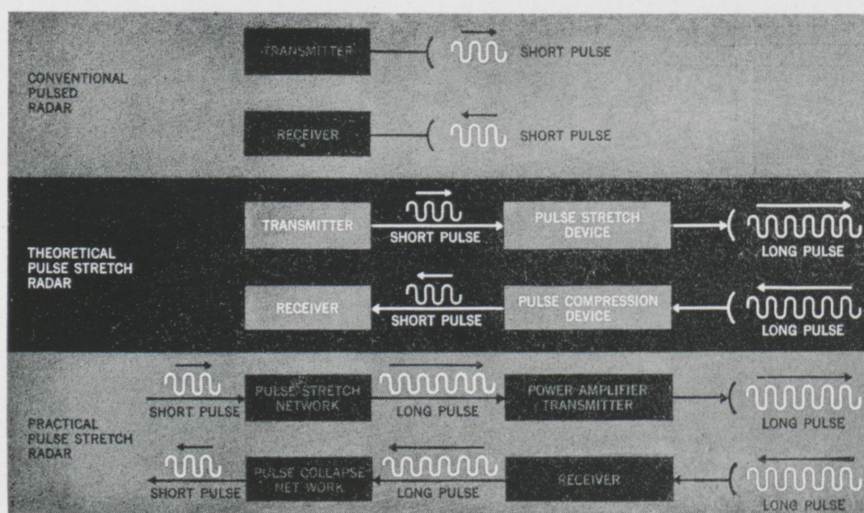 CONVENTIONAL
PULSED
RADAR
TRANSMITTER
SHORT PULSE
RECEIVER
SHORT PULSE
THEORETICAL
PULSE STRETCH
RADAR
TRANSMITTER
SHORT PULSE
PULSE STRETCH
DEVICE
LONG PULSE
RECEIVER
SHORT PULSE
PULSE COMPRESSION
DEVICE
LONG PULSE
PRACTICAL
PULSE STRETCH
RADAR
SHORT PULSE
PULSE STRETCH
NETWORK
LONG PULSE
POWER AMPLIFIER
TRANSMITTER
LONG PULSE
SHORT PULSE
PULSE COLLAPSE
NET WORK
LONG PULSE
RECEIVER
LONG PULSE